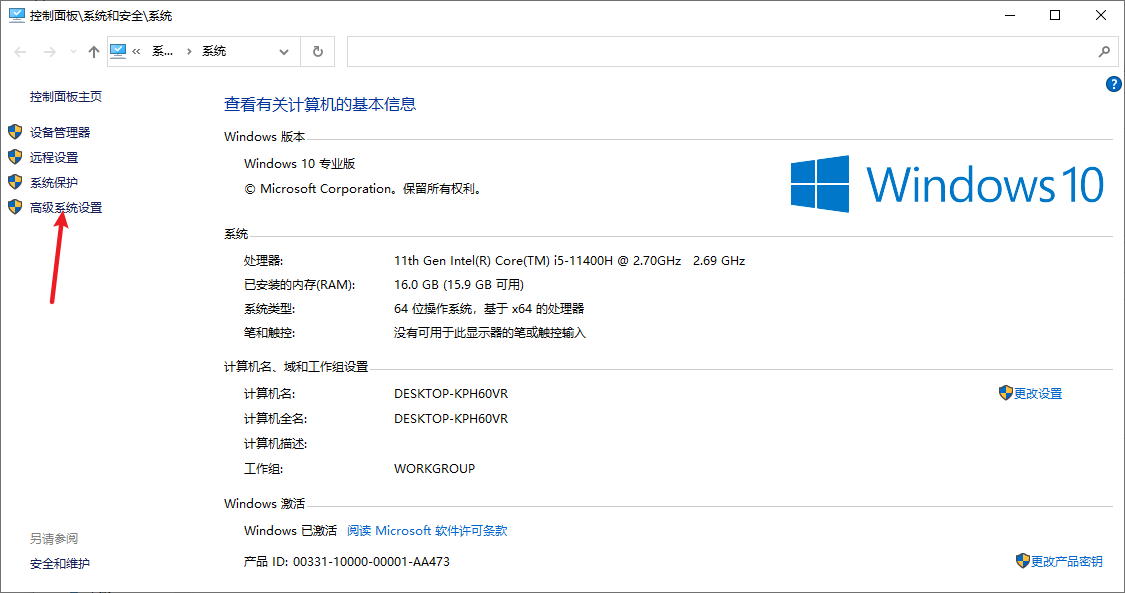 控制面板\系统和安全\系统
« 系... › 系统
控制面板主页
设备管理器
远程设置
系统保护
高级系统设置
查看有关计算机的基本信息
Windows 版本
Windows 10 专业版
© Microsoft Corporation。保留所有权利。
Windows 10
系统
处理器: 11th Gen Intel(R) Core(TM) i5-11400H @ 2.70GHz 2.69 GHz
已安装的内存(RAM): 16.0 GB (15.9 GB 可用)
系统类型: 64 位操作系统，基于 x64 的处理器
笔和触控: 没有可用于此显示器的笔或触控输入
计算机名、域和工作组设置
计算机名: DESKTOP-KPH60VR 更改设置
计算机全名: DESKTOP-KPH60VR
计算机描述:
工作组: WORKGROUP
Windows 激活
Windows 已激活 阅读 Microsoft 软件许可条款
产品 ID: 00331-10000-00001-AA473 更改产品密钥
另请参阅
安全和维护